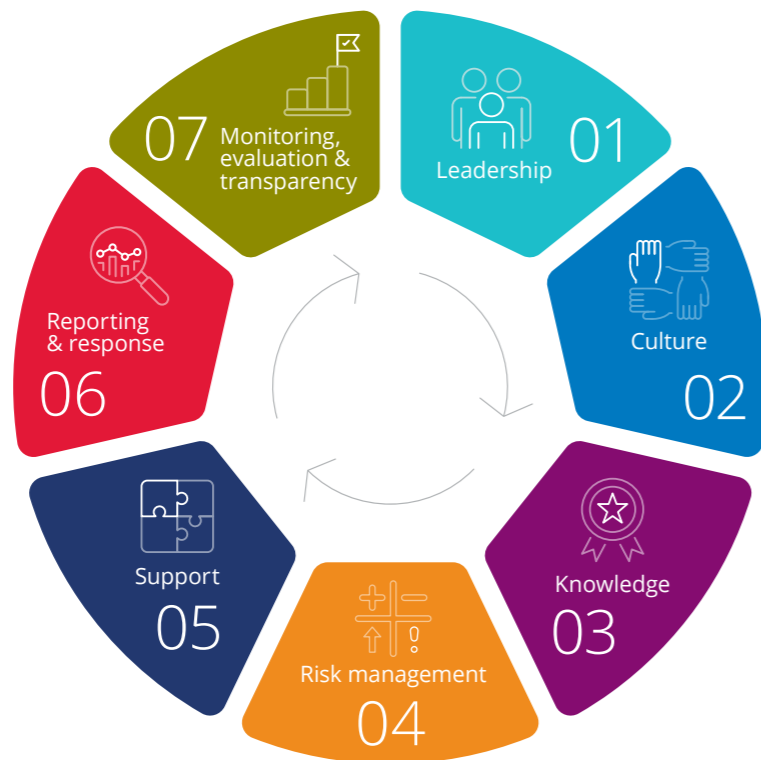 01
Leadership
02
Culture
03
Knowledge
04
Risk management
05
Support
06
Reporting
& response
07
Monitoring,
evaluation &
transparency